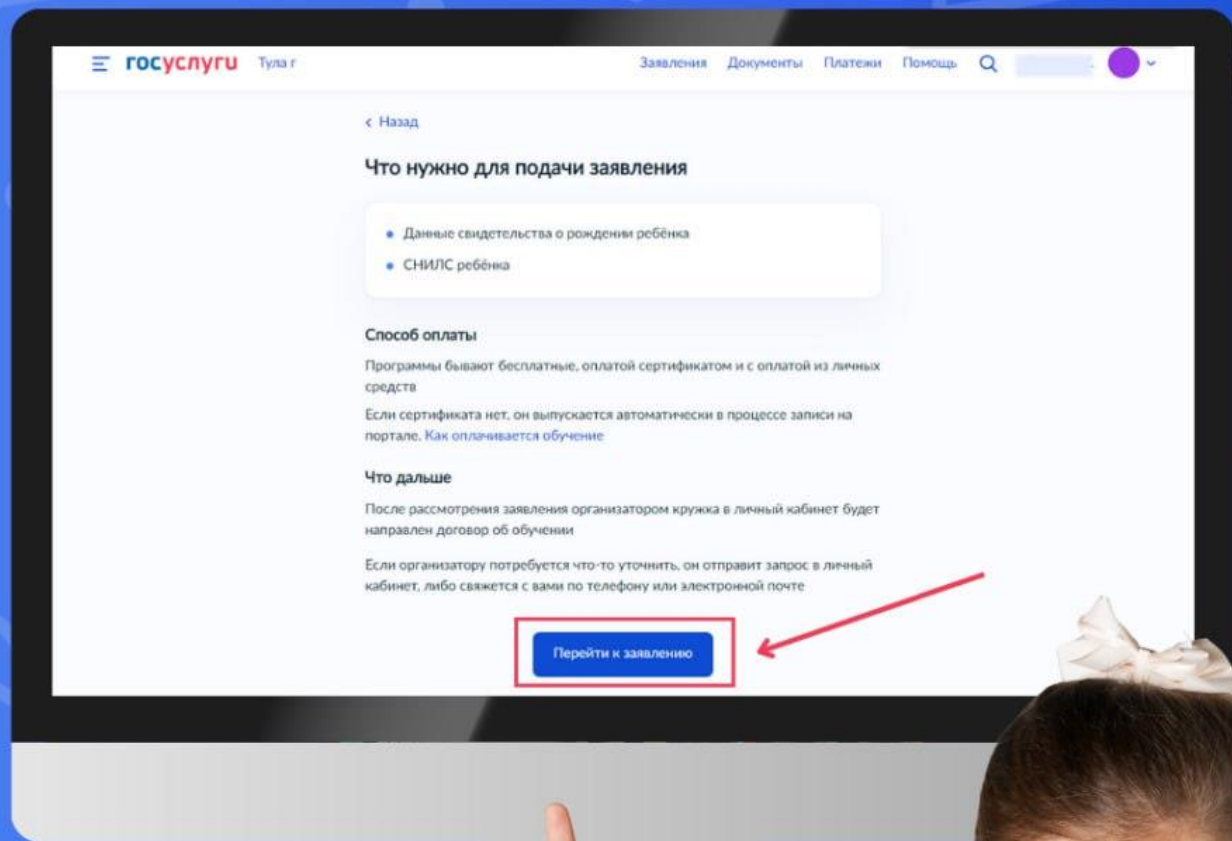 госуслуги Тула г Заявления Документы Платежи Помощь
Назад
Что нужно для подачи заявления
Данные свидетельства о рождении ребёнка
СНИЛС ребёнка
Способ оплаты
Программы бывают бесплатные, оплатой сертификатом и с оплатой из личных
средств
Если сертификата нет, он выпускается автоматически в процессе записи на
портале. Как оплачивается обучение
Что дальше
После рассмотрения заявления организатором кружка в личный кабинет будет
направлен договор об обучении
Если организатору потребуется что-то уточнить, он отправит запрос в личный
кабинет, либо свяжется с вами по телефону или электронной почте
Перейти к заявлению